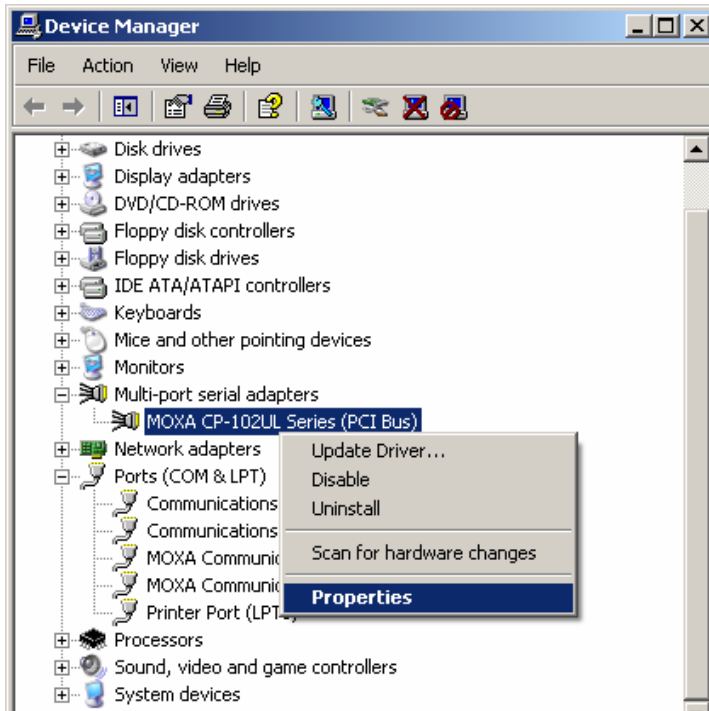 Device Manager
File Action View Help
Disk drives
Display adapters
DVD/CD-ROM drives
Floppy disk controllers
Floppy disk drives
IDE ATA/ATAPI controllers
Keyboards
Mice and other pointing devices
Monitors
Multi-port serial adapters
MOXA CP-102UL Series (PCI Bus)
Network adapters
Ports (COM & LPT)
Communications
Communications
MOXA Communic
MOXA Communic
Printer Port (LPT
Update Driver...
Disable
Uninstall
Scan for hardware changes
Properties
Processors
Sound, video and game controllers
System devices